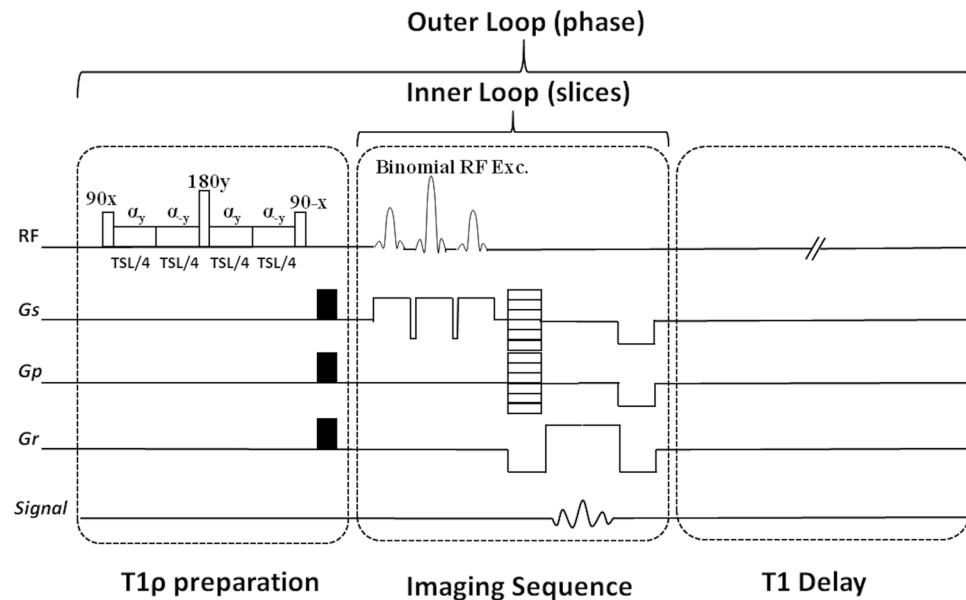 Outer Loop (phase)
Inner Loop (slices)
Binomial RF Exc.
180y
90x αy α-y αy α-y 90-x
RF
TSL/4 TSL/4 TSL/4 TSL/4
Gs
Gp
Gr
Signal
T1ρ preparation Imaging Sequence T1 Delay